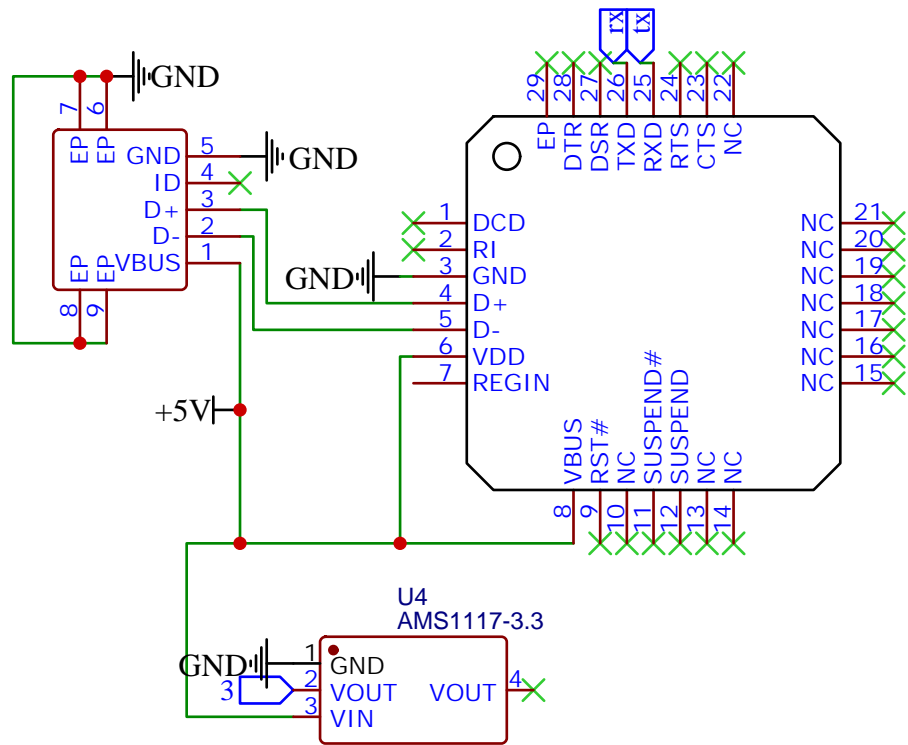 rx
tx
GND
29
28
27
26
25
24
23
22
EP
DTR
DSR
TXD
RXD
RTS
CTS
NC
7
6
EP
EP
GND 5
ID 4
D+ 3
D- 2
VBUS 1
EP
EP
8
9
GND
GND
1 DCD
2 RI
3 GND
4 D+
5 D-
6 VDD
7 REGIN
NC 21
NC 20
NC 19
NC 18
NC 17
NC 16
NC 15
+5V
VBUS
RST#
NC
SUSPEND#
SUSPEND
NC
NC
8
9
10
11
12
13
14
U4
AMS1117-3.3
GND
3
1 GND
2 VOUT
3 VIN
VOUT 4